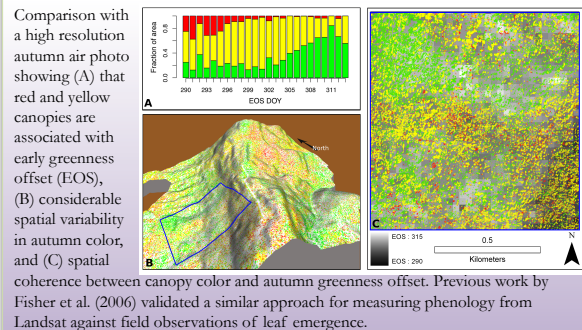 Comparison with
a high resolution
autumn air photo
showing (A) that
red and yellow
canopies are
associated with
early greenness
offset (EOS),
(B) considerable
spatial variability
in autumn color,
and (C) spatial
coherence between canopy color and autumn greenness offset. Previous work by
Fisher et al. (2006) validated a similar approach for measuring phenology from
Landsat against field observations of leaf emergence.
Fraction of area
0.0 0.4 0.8
290 293 296 299 302 305 308 311
EOS DOY
A
North
B
C
EOS : 315
EOS : 290
0.5
Kilometers
N